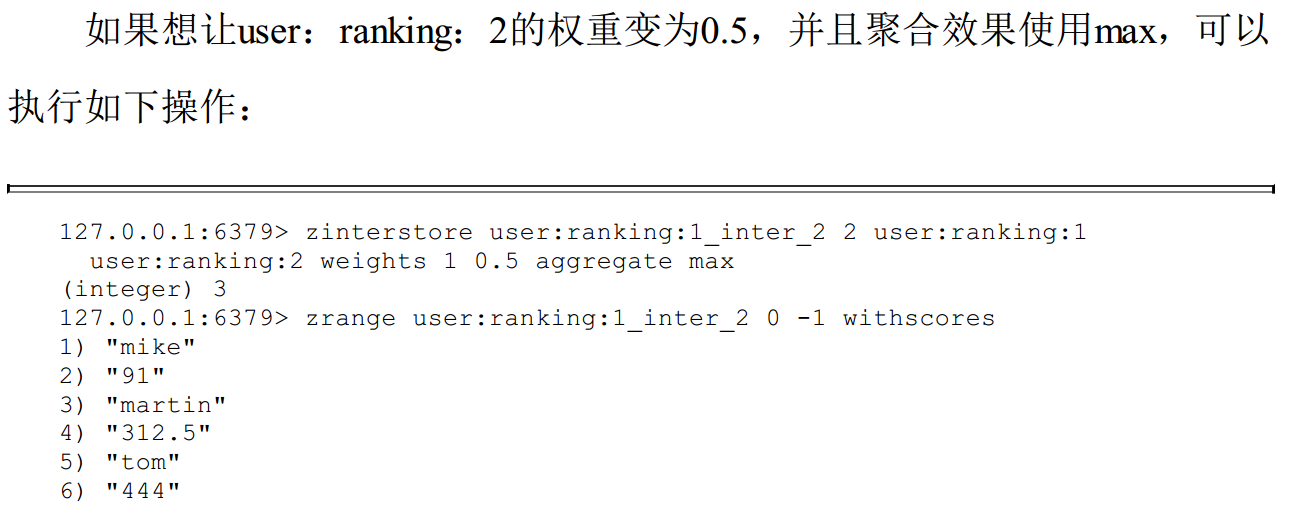 如果想让user：ranking：2的权重变为0.5，并且聚合效果使用max，可以
执行如下操作：
127.0.0.1:6379> zinterstore user:ranking:1_inter_2 2 user:ranking:1
user:ranking:2 weights 1 0.5 aggregate max
(integer) 3
127.0.0.1:6379> zrange user:ranking:1_inter_2 0 -1 withscores
1) "mike"
2) "91"
3) "martin"
4) "312.5"
5) "tom"
6) "444"